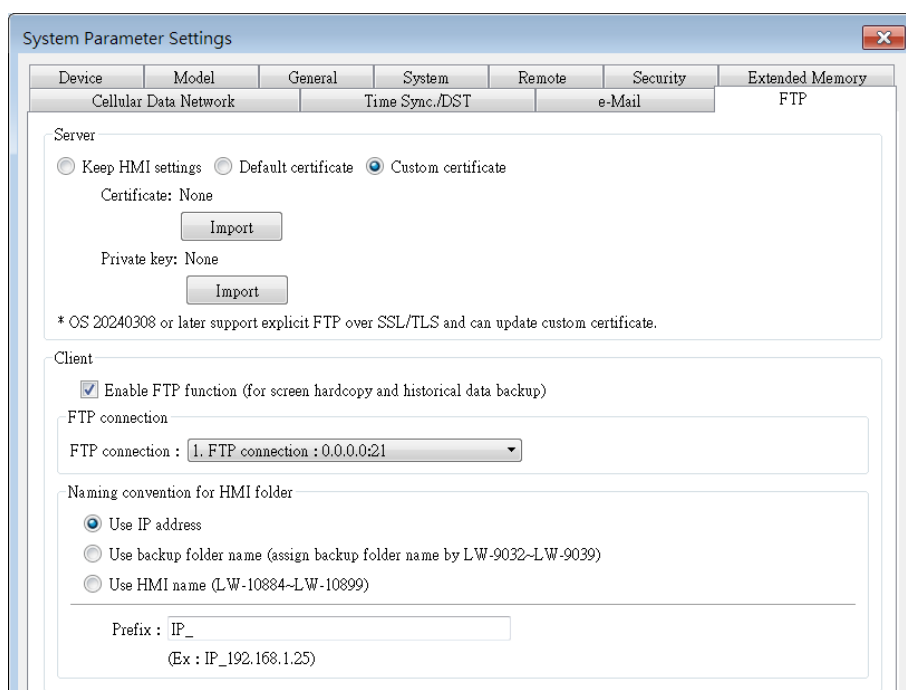 System Parameter Settings
Device Model General System Remote Security Extended Memory
Cellular Data Network Time Sync./DST e-Mail FTP
Server
Keep HMI settings Default certificate Custom certificate
Certificate: None
Import
Private key: None
Import
* OS 20240308 or later support explicit FTP over SSL/TLS and can update custom certificate.
Client
Enable FTP function (for screen hardcopy and historical data backup)
FTP connection
FTP connection : 1. FTP connection : 0.0.0.0:21
Naming convention for HMI folder
Use IP address
Use backup folder name (assign backup folder name by LW-9032~LW-9039)
Use HMI name (LW-10884~LW-10899)
Prefix : IP_
(Ex : IP_192.168.1.25)